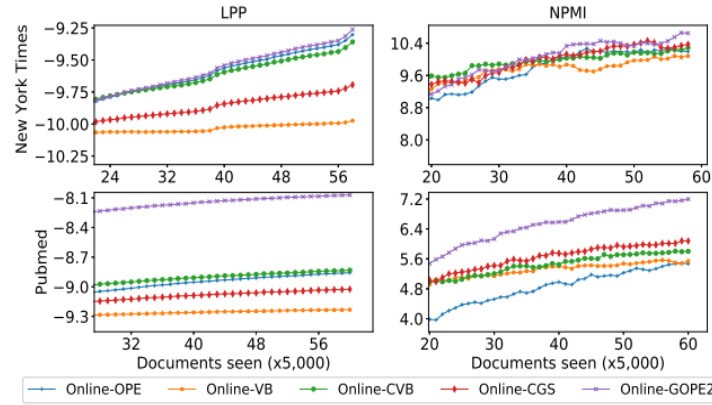 LPP
NPMI
New York Times
−9.25
−9.50
−9.75
−10.00
−10.25
24 32 40 48 56
10.4
9.6
8.8
8.0
20 30 40 50 60
Pubmed
−8.1
−8.4
−8.7
−9.0
−9.3
32 40 48 56
Documents seen (x5,000)
7.2
6.4
5.6
4.8
4.0
20 30 40 50 60
Documents seen (x5,000)
Online-OPE Online-VB Online-CVB Online-CGS Online-GOPE2